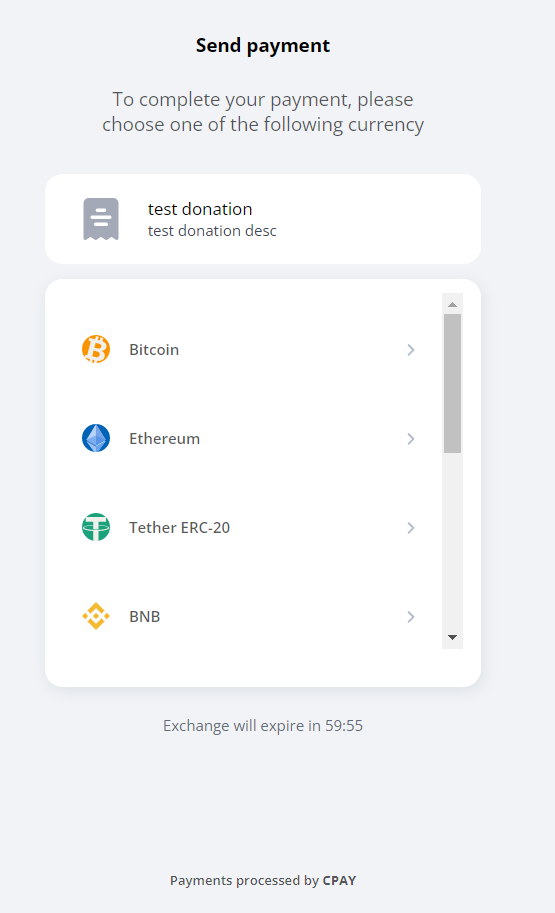 Send payment
To complete your payment, please
choose one of the following currency
test donation
test donation desc
Bitcoin
Ethereum
Tether ERC-20
BNB
Exchange will expire in 59:55
Payments processed by CPAY